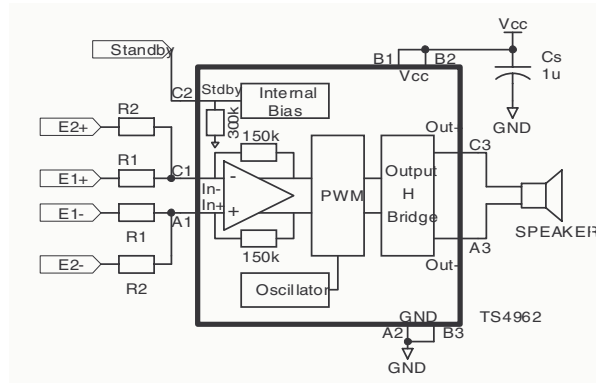 Vcc
Standby
B1
B2
Vcc
Cs
1u
C2
Stdby
Internal
Bias
GND
R2
300k
E2+
150k
Out-
R1
C1
C3
E1+
In-
In+
-
+
PWM
Output
H
Bridge
E1-
A1
SPEAKER
R1
150k
A3
E2-
Out-
R2
Oscillator
GND
TS4962
A2
B3
GND